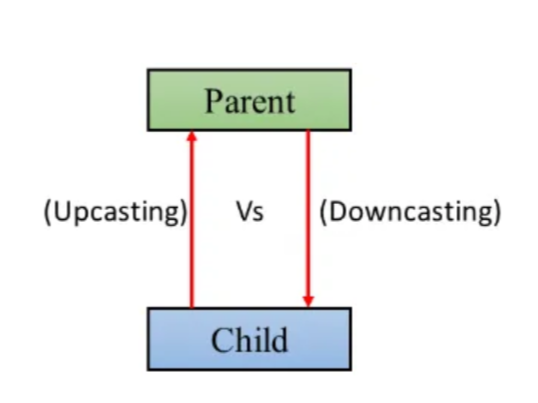 Parent
(Upcasting) Vs (Downcasting)
Child